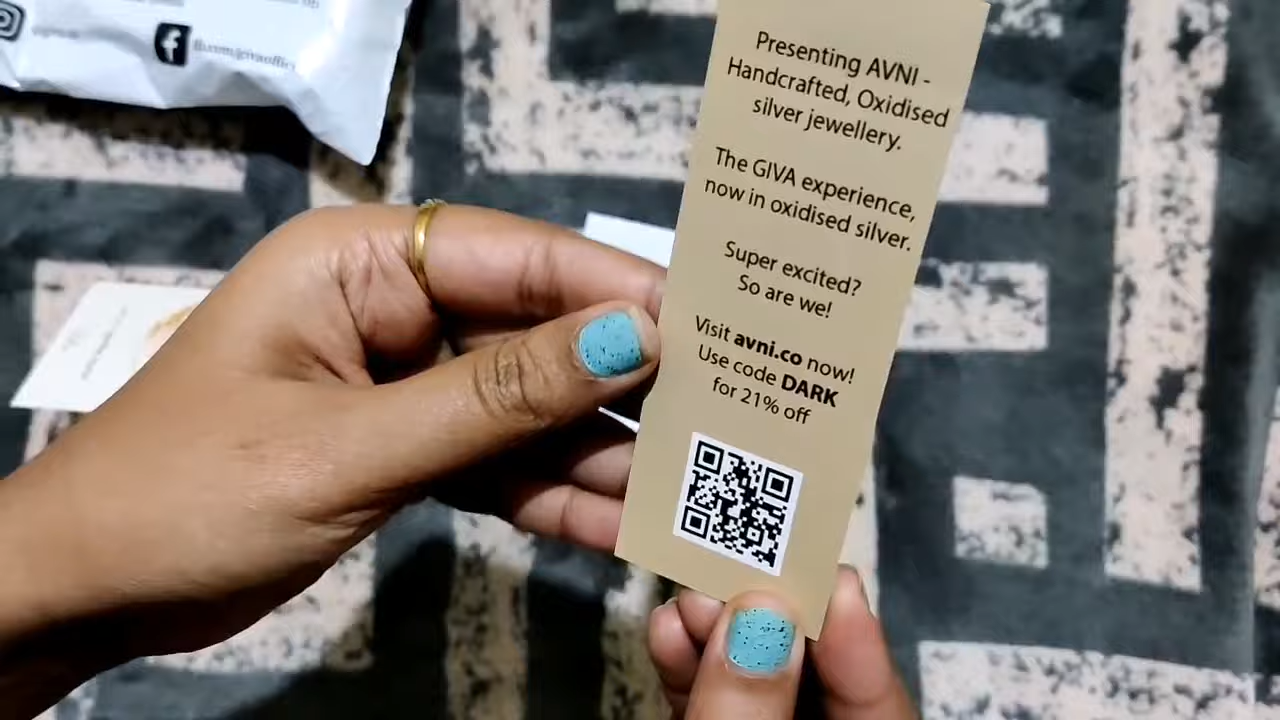 Presenting AVNI -
Handcrafted, Oxidised
silver jewellery.
The GIVA experience,
now in oxidised silver.
Super excited?
So are we!
Visit avni.co now!
Use code DARK
for 21% off